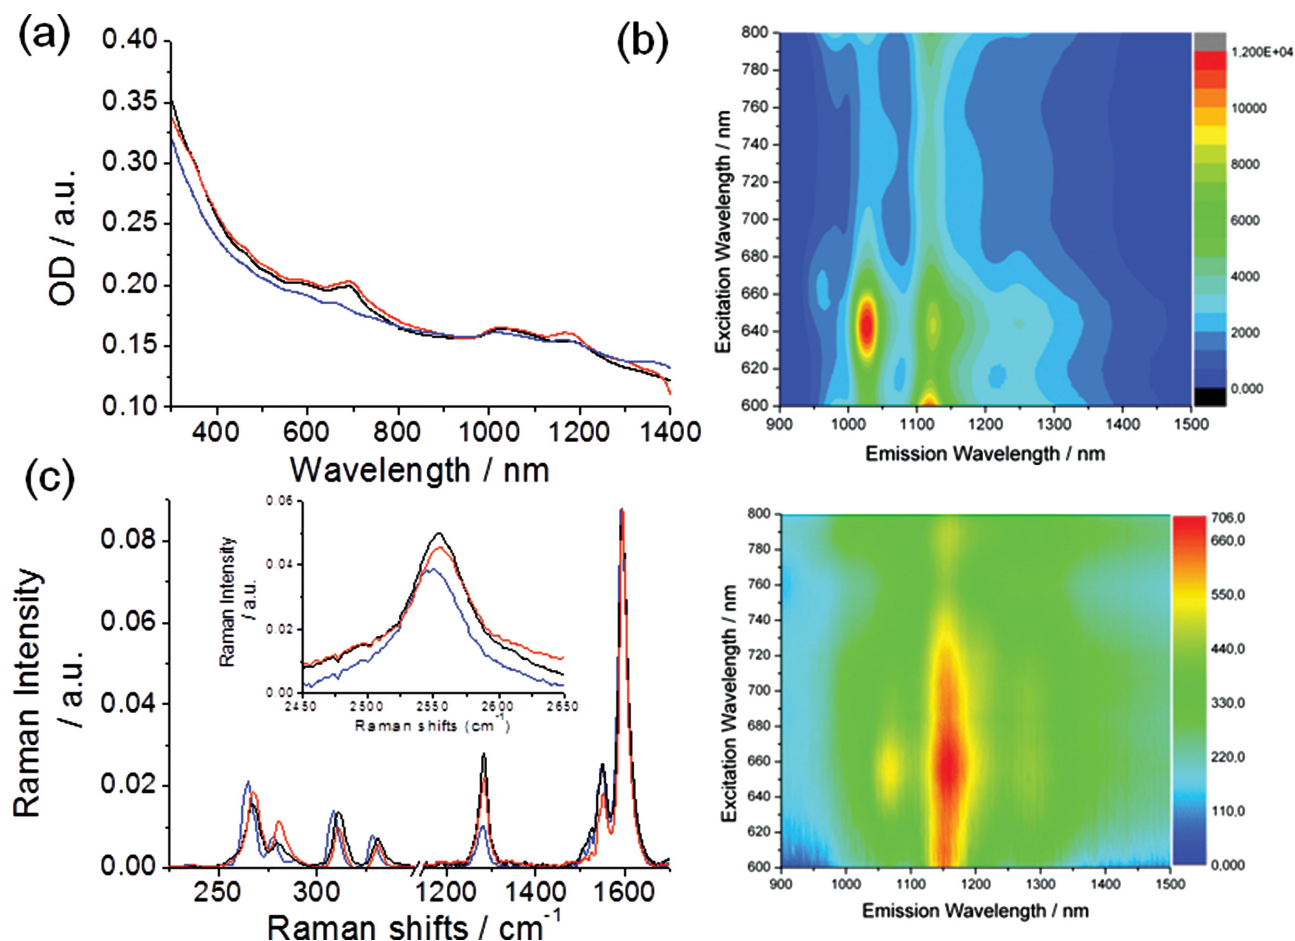 (a)
0.40
0.35
0.30
0.25
0.20
0.15
0.10
OD / a.u.
400 600 800 1000 1200 1400
Wavelength / nm
(b)
800
780
760
740
720
700
680
660
640
620
600
Excitation Wavelength / nm
900 1000 1100 1200 1300 1400 1500
Emission Wavelength / nm
1.200E+04
10000
8000
6000
4000
2000
0.000
(c)
0.08
0.06
0.04
0.02
0.00
Raman Intensity
/ a.u.
250 300 1200 1400 1600
Raman shifts / cm-1
0.06
0.04
0.02
0.00
Raman Intensity
/ a.u.
2450 2500 2550 2600 2650
Raman shifts (cm-1)
800
780
760
740
720
700
680
660
640
620
600
Excitation Wavelength / nm
900 1000 1100 1200 1300 1400 1500
Emission Wavelength / nm
706.0
660.0
550.0
440.0
330.0
220.0
110.0
0.000